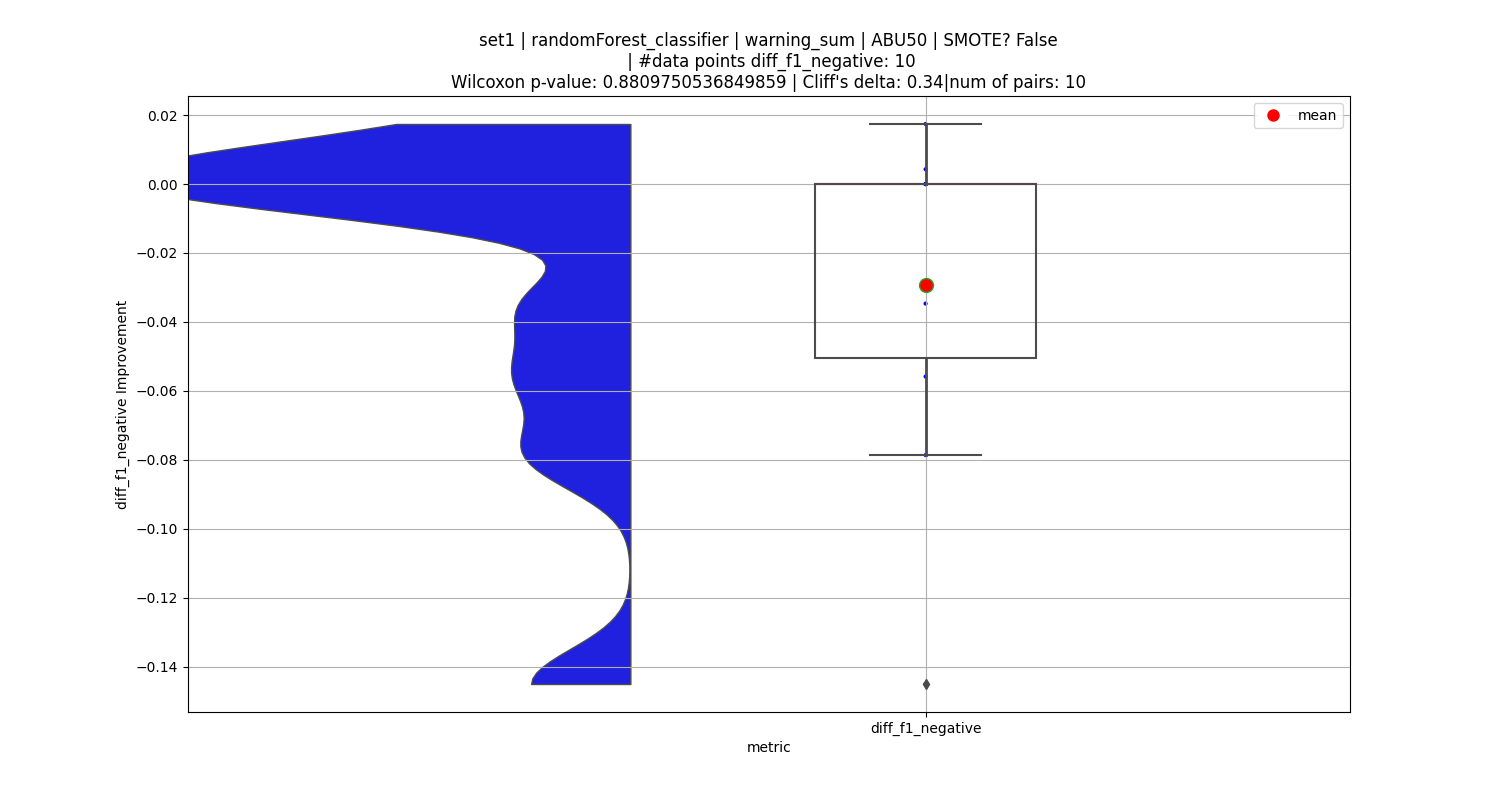 set1 | randomForest_classifier | warning_sum | ABU50 | SMOTE? False
| #data points diff_f1_negative: 10
Wilcoxon p-value: 0.8809750536849859 | Cliff's delta: 0.34|num of pairs: 10
mean
0.02
0.00
−0.02
−0.04
−0.06
−0.08
−0.10
−0.12
−0.14
diff_f1_negative Improvement
diff_f1_negative
metric